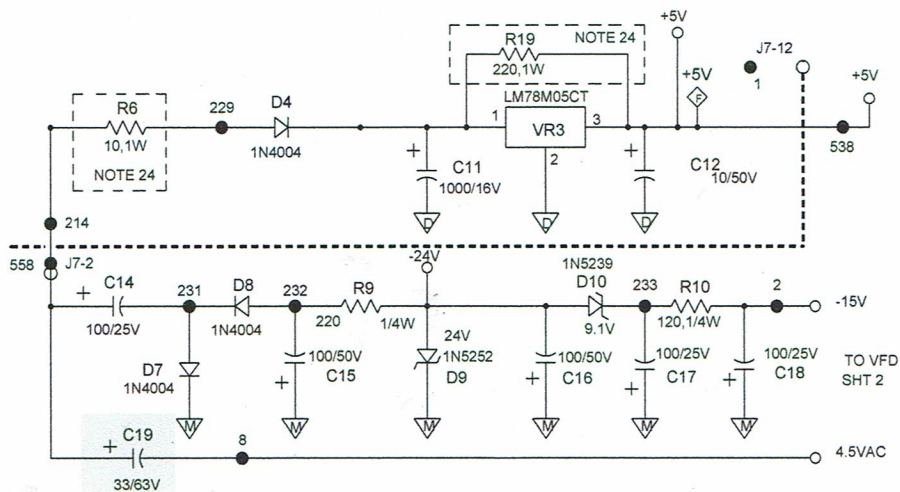 +5V
NOTE 24
J7-12
R19
220,1W
+5V
1
+5V
R6
229
D4
LM78M05CT
10,1W
1
VR3
3
F
1N4004
2
538
NOTE 24
+
C11
1000/16V
+
C12
10/50V
D
D
D
214
558
J7-2
-24V
1N5239
C14
+
231
D8
232
R9
D10
233
R10
2
-15V
100/25V
1N4004
220
1/4W
24V
9.1V
120,1/4W
D7
1N4004
100/50V
C15
+
1N5252
D9
100/50V
C16
+
100/25V
C17
+
100/25V
C18
+
TO VFD
SHT 2
M
M
M
M
M
M
C19
+
8
4.5VAC
33/63V